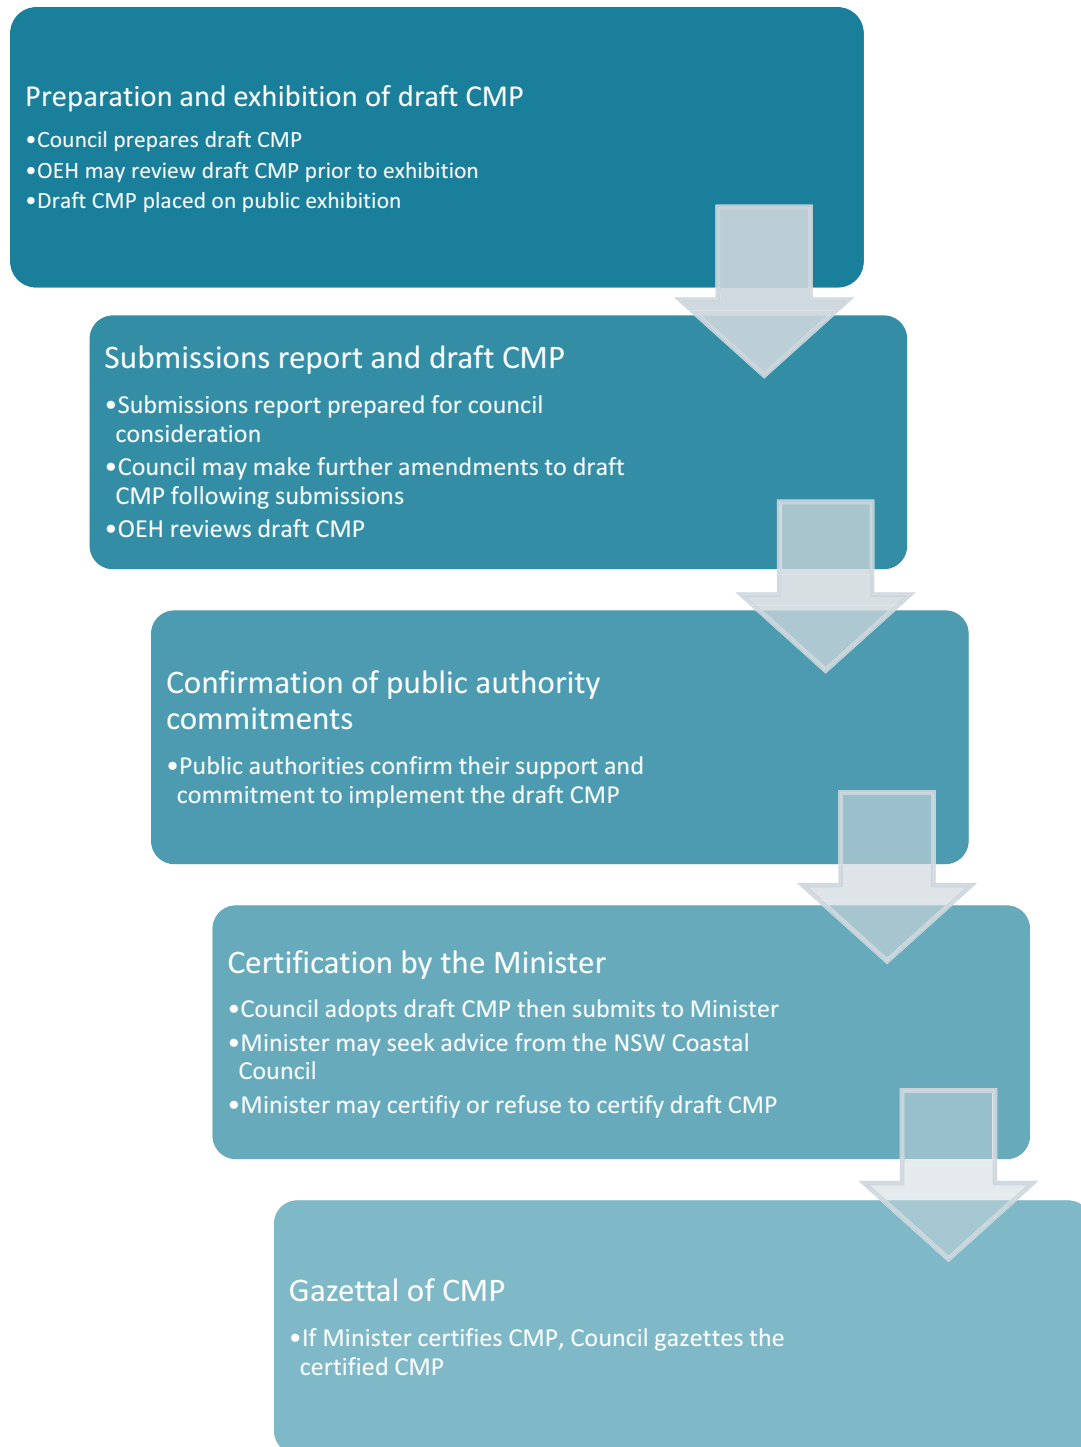 Preparation and exhibition of draft CMP
•Council prepares draft CMP
•OEH may review draft CMP prior to exhibition
•Draft CMP placed on public exhibition
Submissions report and draft CMP
•Submissions report prepared for council
consideration
•Council may make further amendments to draft
CMP following submissions
•OEH reviews draft CMP
Confirmation of public authority
commitments
•Public authorities confirm their support and
commitment to implement the draft CMP
Certification by the Minister
•Council adopts draft CMP then submits to Minister
•Minister may seek advice from the NSW Coastal
Council
•Minister may certifiy or refuse to certify draft CMP
Gazettal of CMP
•If Minister certifies CMP, Council gazettes the
certified CMP